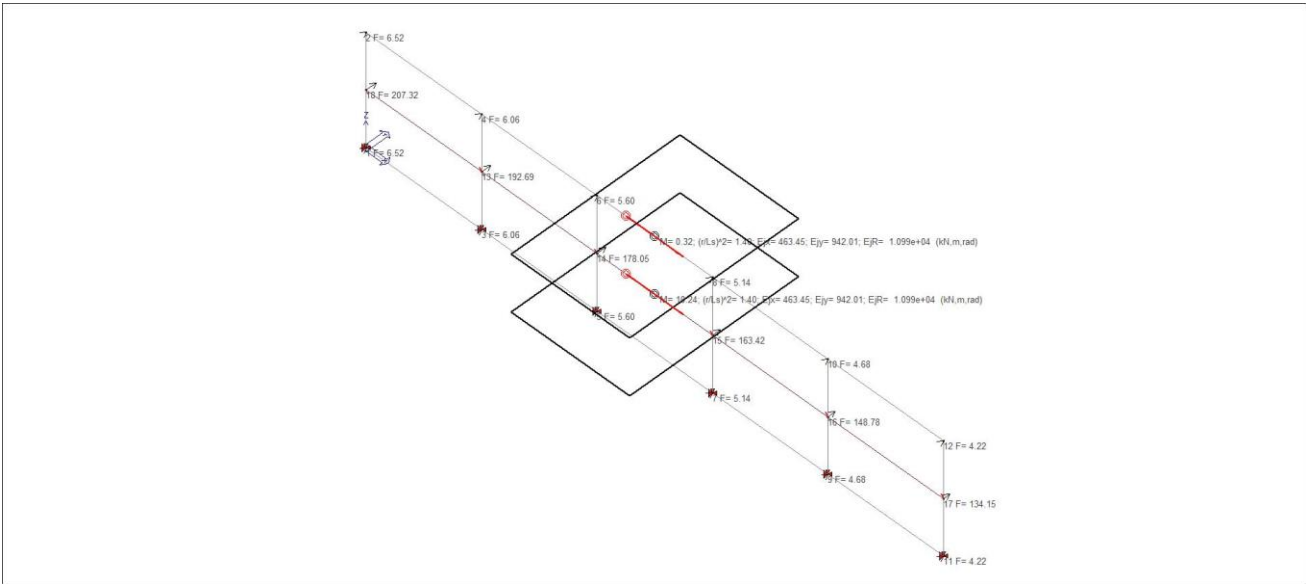 2 F= 6.52
18 F= 207.32
Z
1 F= 6.52
4 F= 6.06
13 F= 192.69
3 F= 6.06
6 F= 5.60
M= 0.32; (r/Ls)^2= 1.40; Ejx= 463.45; Ejy= 942.01; EjR= 1.099e+04 (kN,m,rad)
14 F= 178.05
8 F= 5.14
M= 10.24; (r/Ls)^2= 1.40; Ejx= 463.45; Ejy= 942.01; EjR= 1.099e+04 (kN,m,rad)
5 F= 5.60
15 F= 163.42
10 F= 4.68
7 F= 5.14
16 F= 148.78
12 F= 4.22
9 F= 4.68
17 F= 134.15
11 F= 4.22